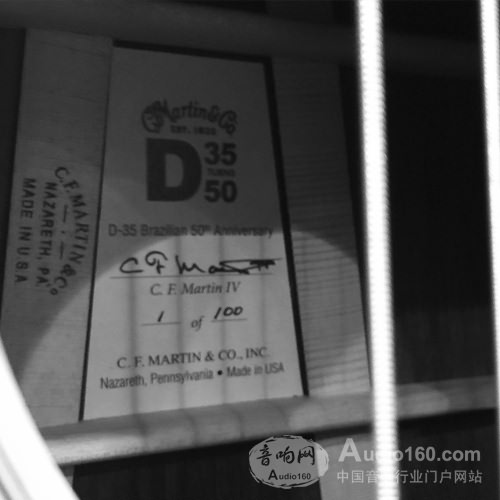 C.F. MARTIN & Co
NAZARETH, PA.
MADE IN U.S.A
Martin & Co
EST. 1833
D 35
TURNS
50
D-35 Brazilian 50th Anniversary
C. F. Martin IV
1 of 100
C. F. MARTIN & CO., INC.
Nazareth, Pennsylvania • Made in USA
音响网
Audio160
Audio160.com
中国音响行业门户网站